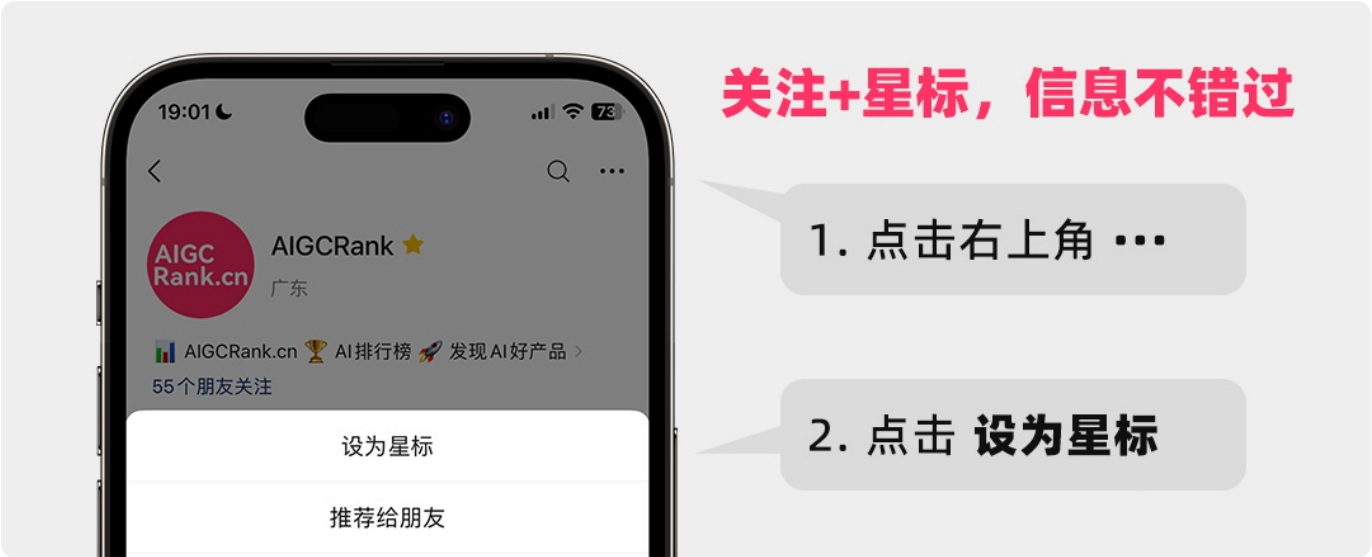 关注+星标，信息不错过
19:01
73
AIGC
Rank.cn
AIGCRank
广东
AIGCRank.cn AI排行榜 发现AI好产品
55个朋友关注
设为星标
推荐给朋友
1. 点击右上角 •••
2. 点击 设为星标